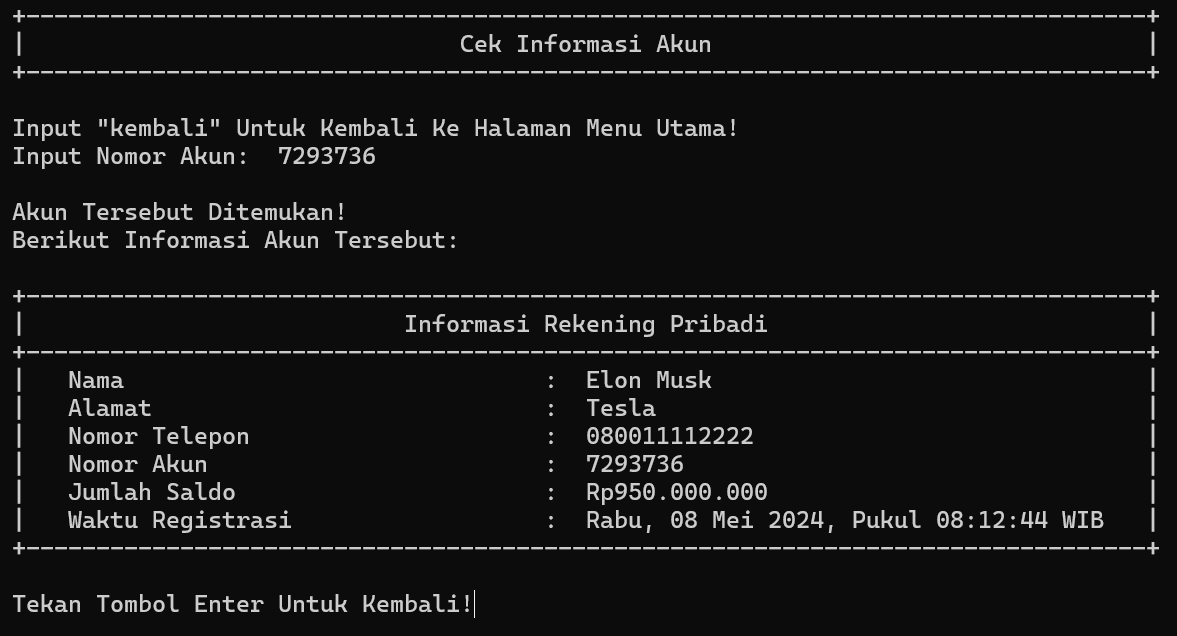 Cek Informasi Akun
Input "kembali" Untuk Kembali Ke Halaman Menu Utama!
Input Nomor Akun:  7293736
Akun Tersebut Ditemukan!
Berikut Informasi Akun Tersebut:
Informasi Rekening Pribadi
Nama : Elon Musk
Alamat : Tesla
Nomor Telepon : 080011112222
Nomor Akun : 7293736
Jumlah Saldo : Rp950.000.000
Waktu Registrasi : Rabu, 08 Mei 2024, Pukul 08:12:44 WIB
Tekan Tombol Enter Untuk Kembali!